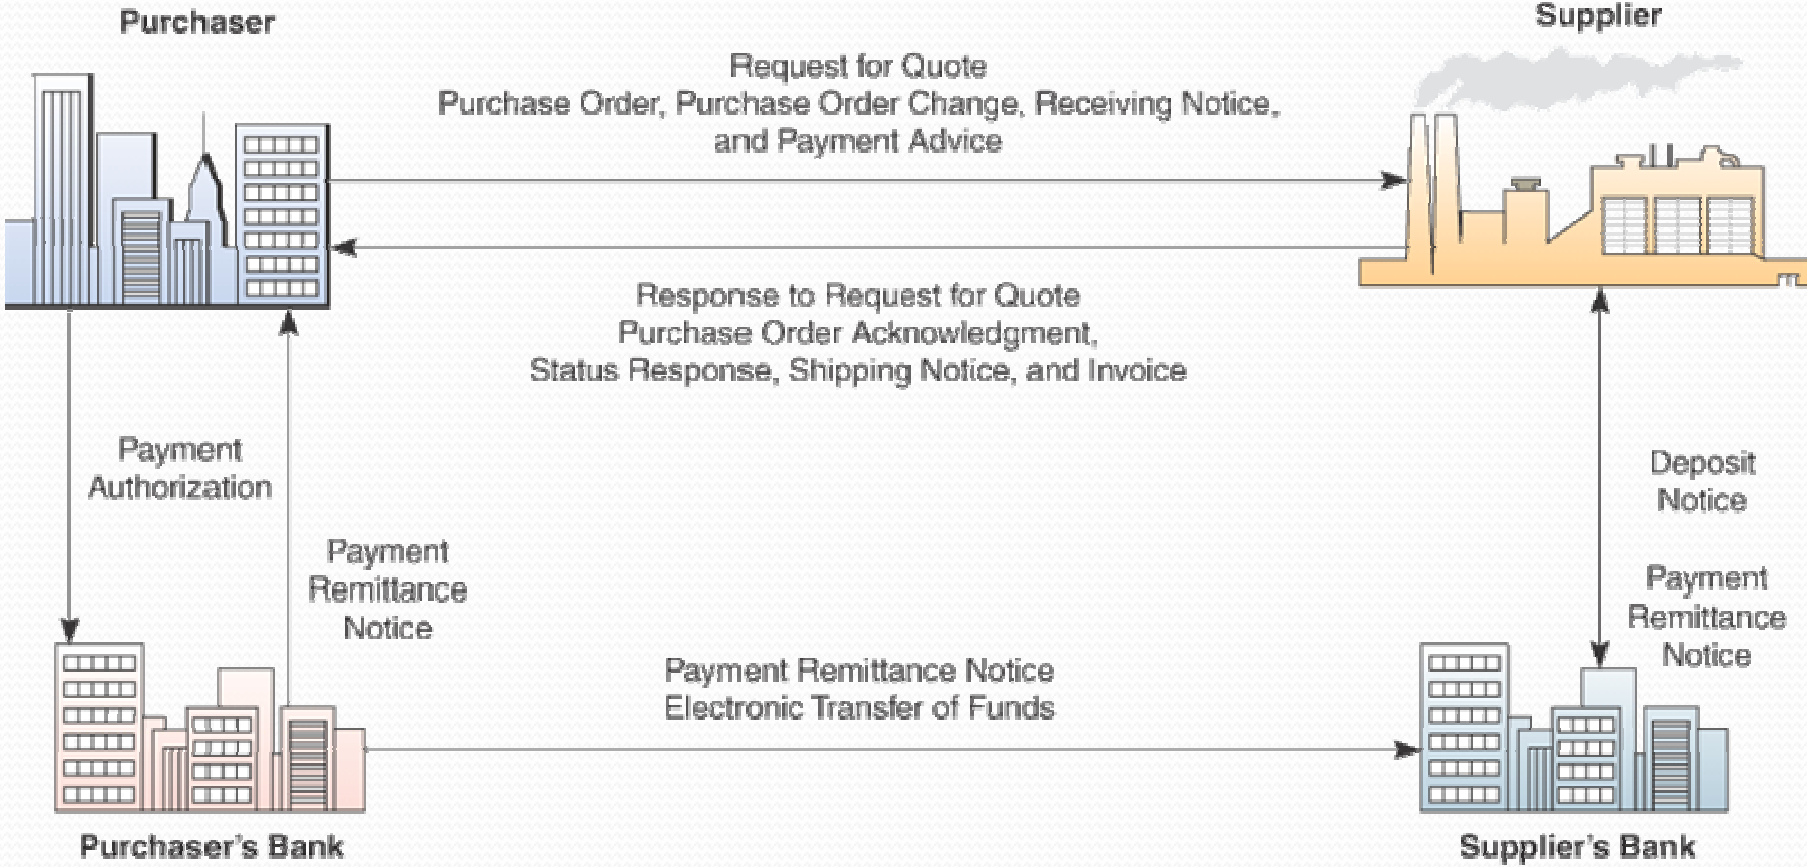 Purchaser
Supplier
Request for Quote
Purchase Order, Purchase Order Change, Receiving Notice,
and Payment Advice
Response to Request for Quote
Purchase Order Acknowledgment,
Status Response, Shipping Notice, and Invoice
Payment
Authorization
Payment
Remittance
Notice
Deposit
Notice
Payment
Remittance
Notice
Payment Remittance Notice
Electronic Transfer of Funds
Purchaser's Bank
Supplier's Bank